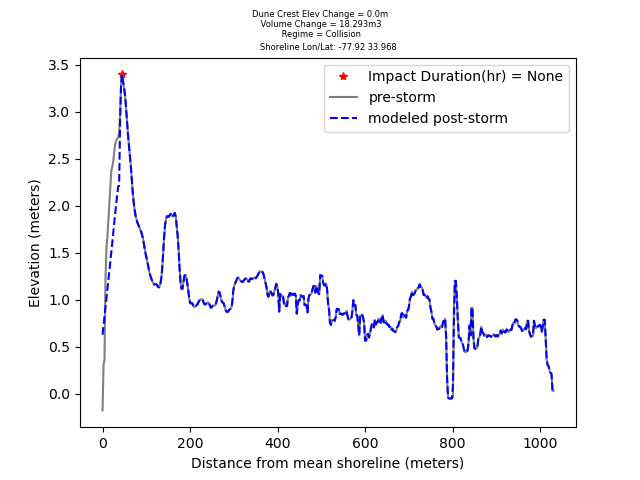 Dune Crest Elev Change = 0.0m
Volume Change = 18.293m3
Regime = Collision
Shoreline Lon/Lat: -77.92 33.968
Impact Duration(hr) = None
pre-storm
modeled post-storm
Elevation (meters)
3.5
3.0
2.5
2.0
1.5
1.0
0.5
0.0
0 200 400 600 800 1000
Distance from mean shoreline (meters)